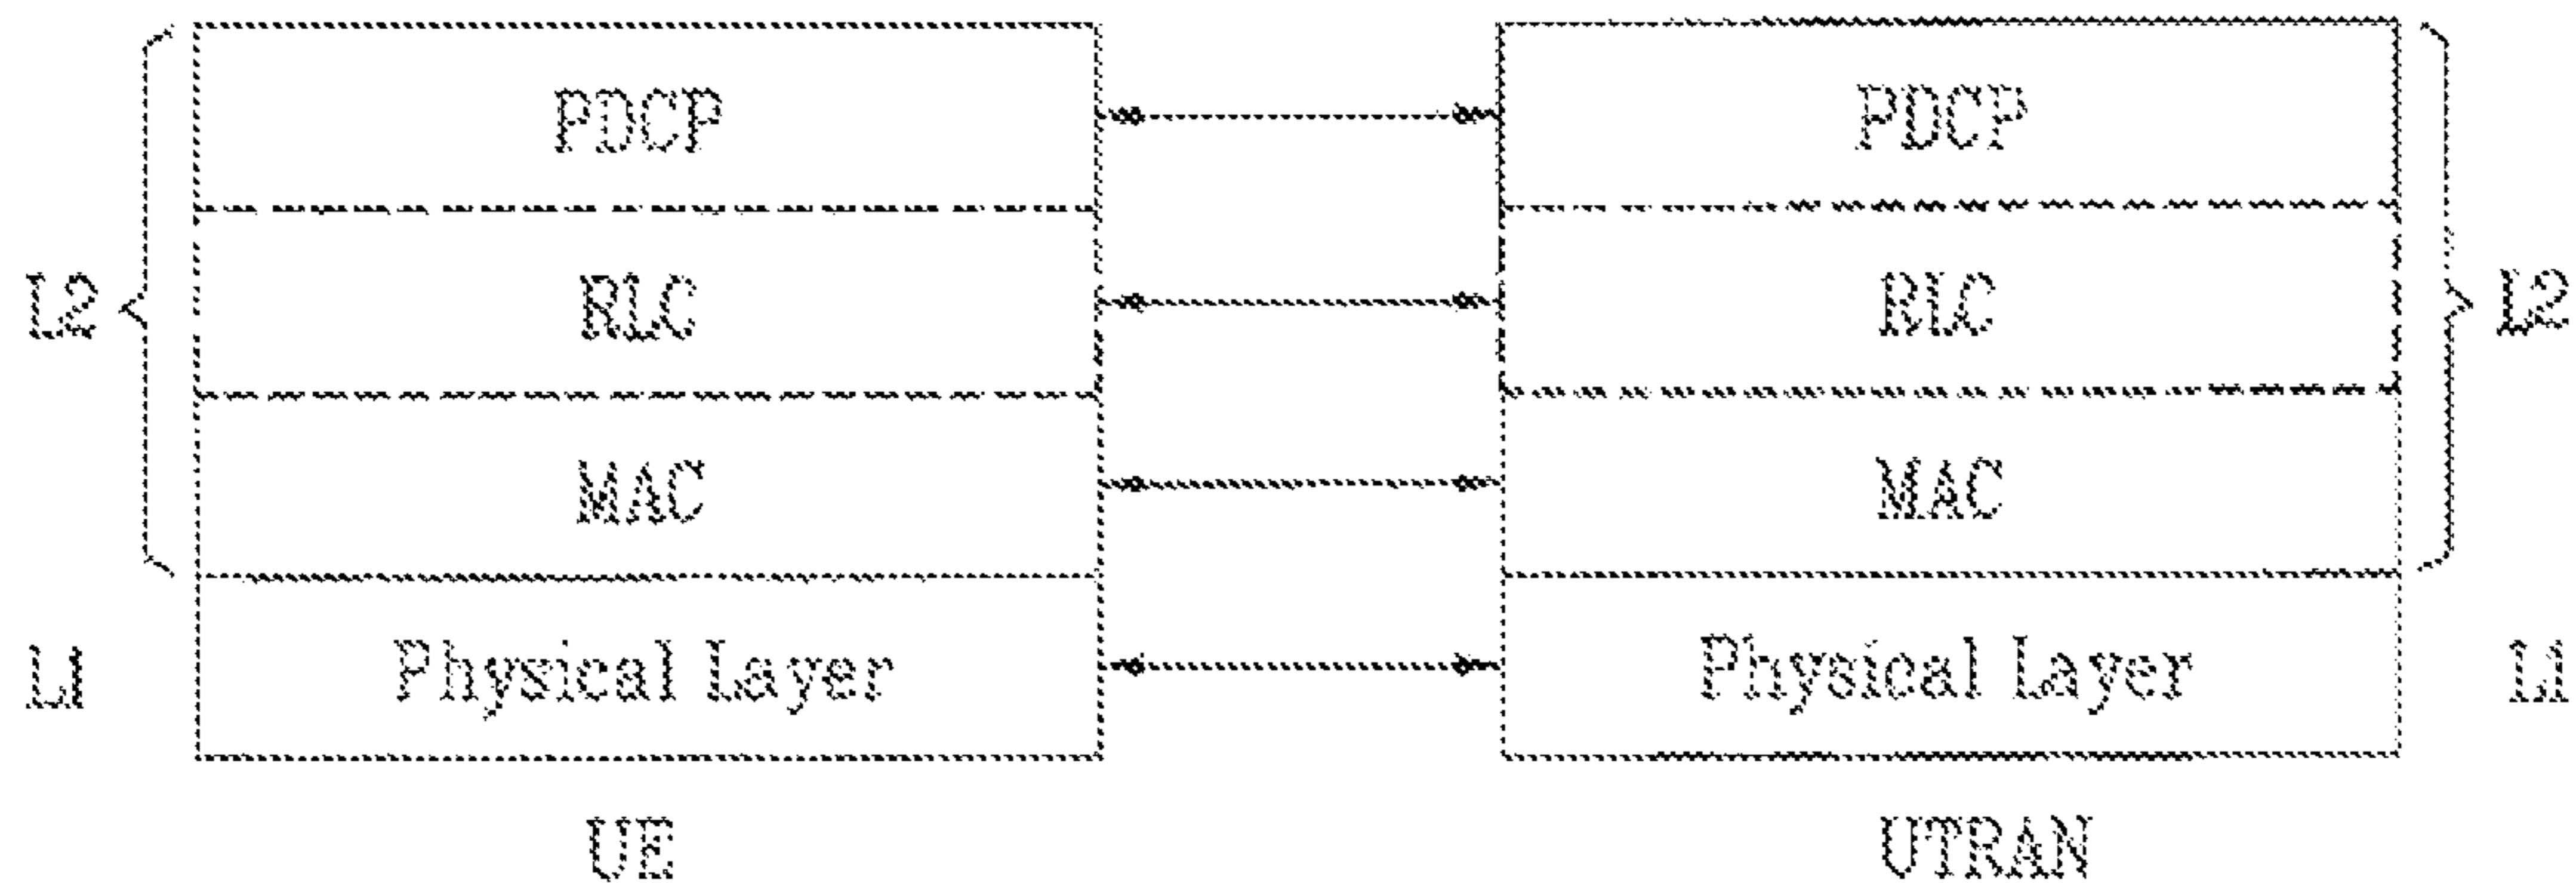 PDCP PDCP
L2 RLC RLC L2
MAC MAC
L1 Physical Layer Physical Layer L1
UE UTRAN